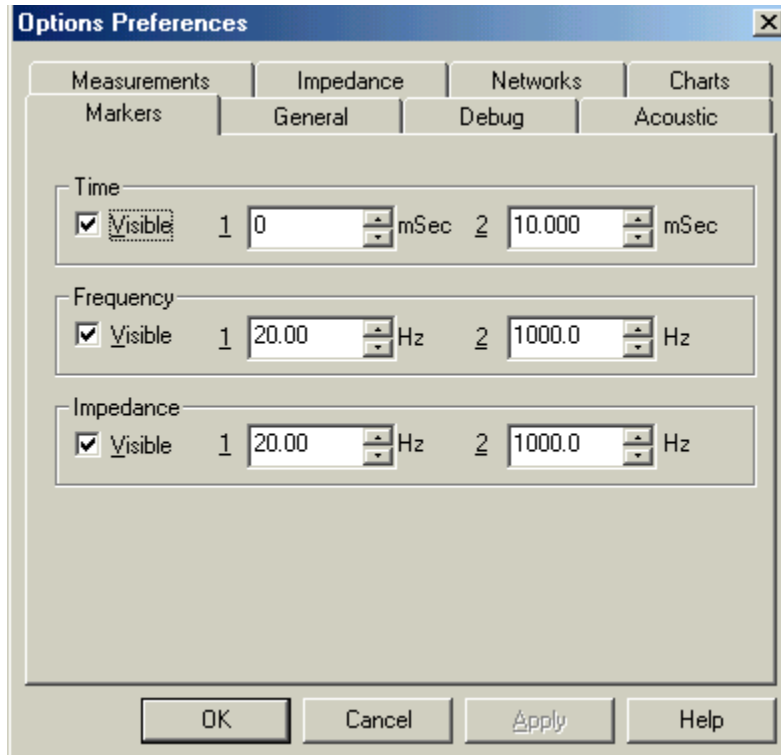 Options Preferences
Measurements Impedance Networks Charts
Markers General Debug Acoustic
Time
Visible 1 0 mSec 2 10.000 mSec
Frequency
Visible 1 20.00 Hz 2 1000.0 Hz
Impedance
Visible 1 20.00 Hz 2 1000.0 Hz
OK Cancel Apply Help